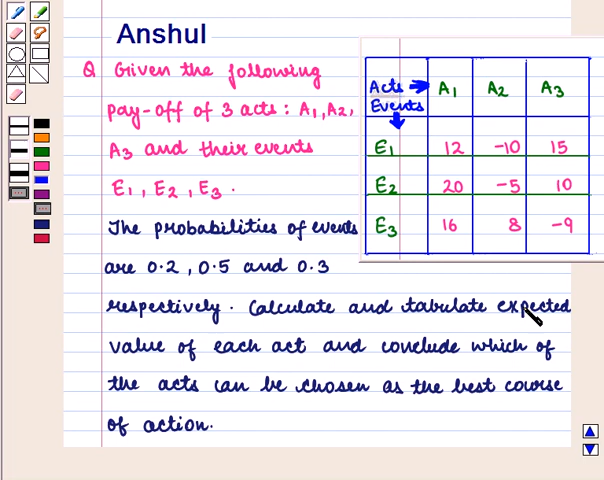 Anshul
Q Given the following
pay-off of 3 acts : A1, A2,
A3 and their events
E1, E2, E3.
The probabilities of events
are 0.2, 0.5 and 0.3
respectively. Calculate and tabulate expected
value of each act and conclude which of
the acts can be chosen as the best course
of action.
Acts → A1 A2 A3
Events
E1 12 -10 15
E2 20 -5 10
E3 16 8 -9